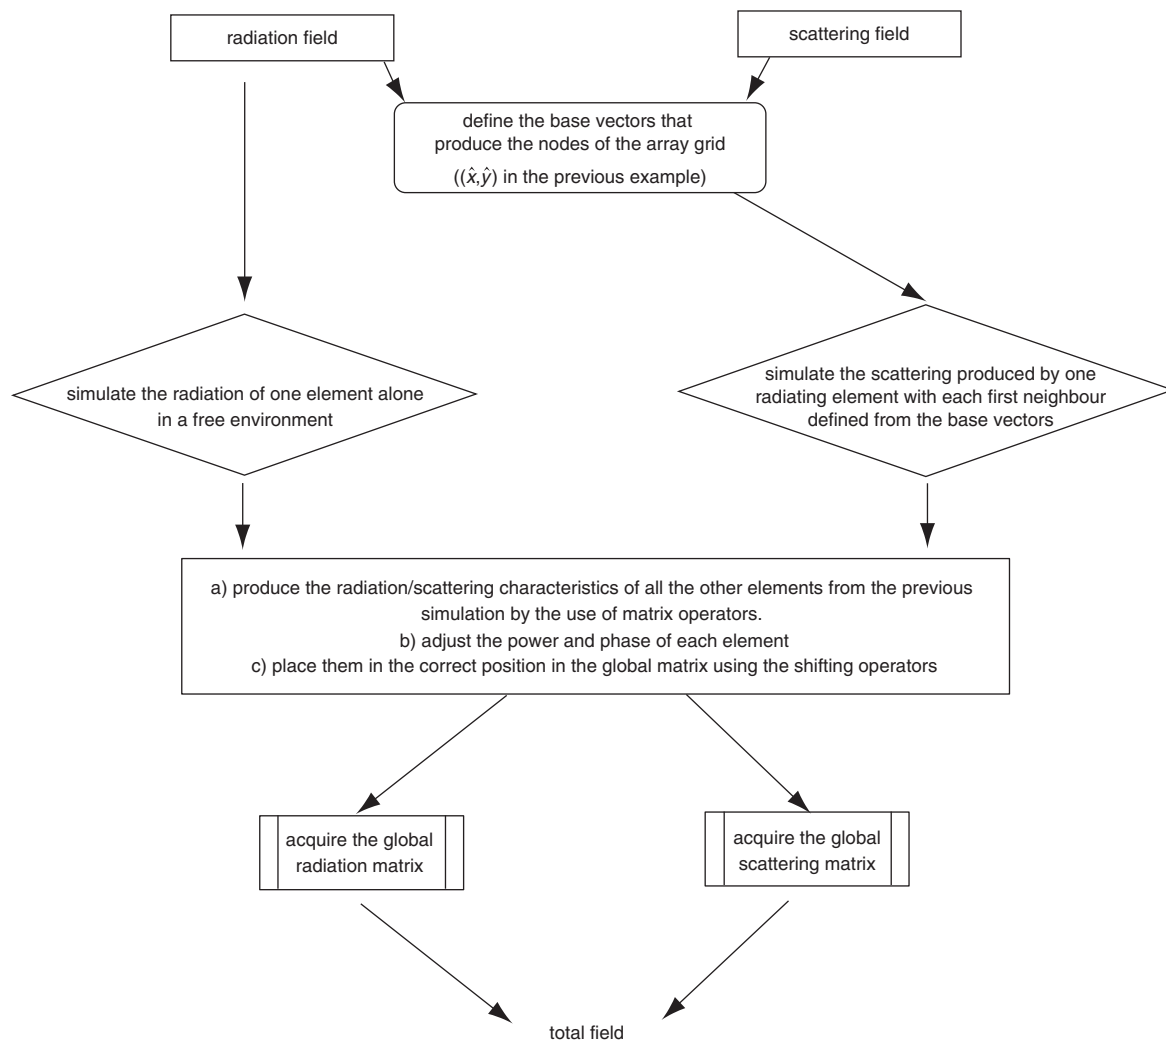 radiation field
scattering field
define the base vectors that
produce the nodes of the array grid
((x̂,ŷ) in the previous example)
simulate the radiation of one element alone
in a free environment
simulate the scattering produced by one
radiating element with each first neighbour
defined from the base vectors
a) produce the radiation/scattering characteristics of all the other elements from the previous
simulation by the use of matrix operators.
b) adjust the power and phase of each element
c) place them in the correct position in the global matrix using the shifting operators
acquire the global
radiation matrix
acquire the global
scattering matrix
total field